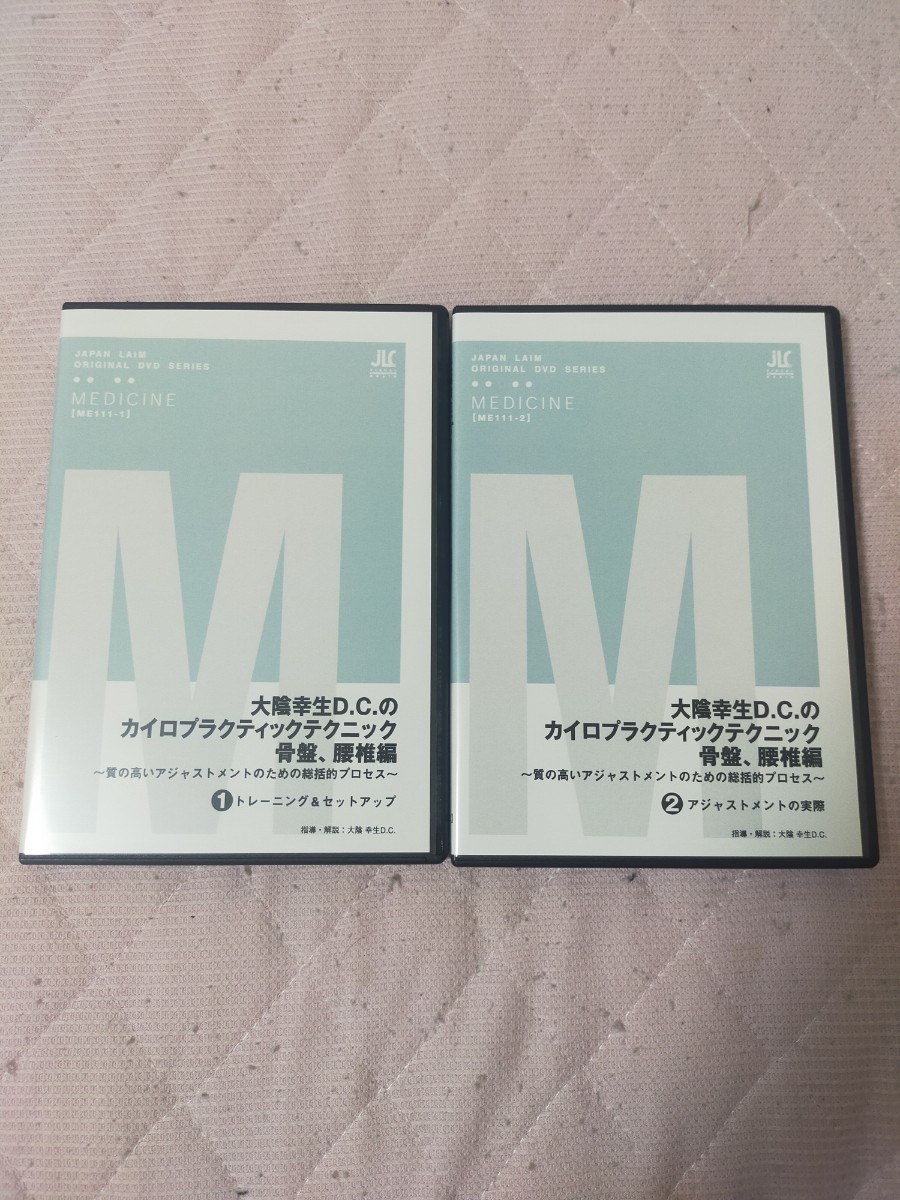 JAPAN LAIM
ORIGINAL DVD SERIES
MEDICINE
[ME111-1]
JLC
M
大陰幸生D.C.の
カイロプラクティックテクニック
骨盤、腰椎編
〜質の高いアジャストメントのための総括的プロセス〜
1トレーニング&セットアップ
指導・解説:大陰 幸生D.C.
JAPAN LAIM
ORIGINAL DVD SERIES
MEDICINE
[ME111-2]
JLC
M
大陰幸生D.C.の
カイロプラクティックテクニック
骨盤、腰椎編
〜質の高いアジャストメントのための総括的プロセス〜
2アジャストメントの実際
指導・解説:大陰 幸生D.C.